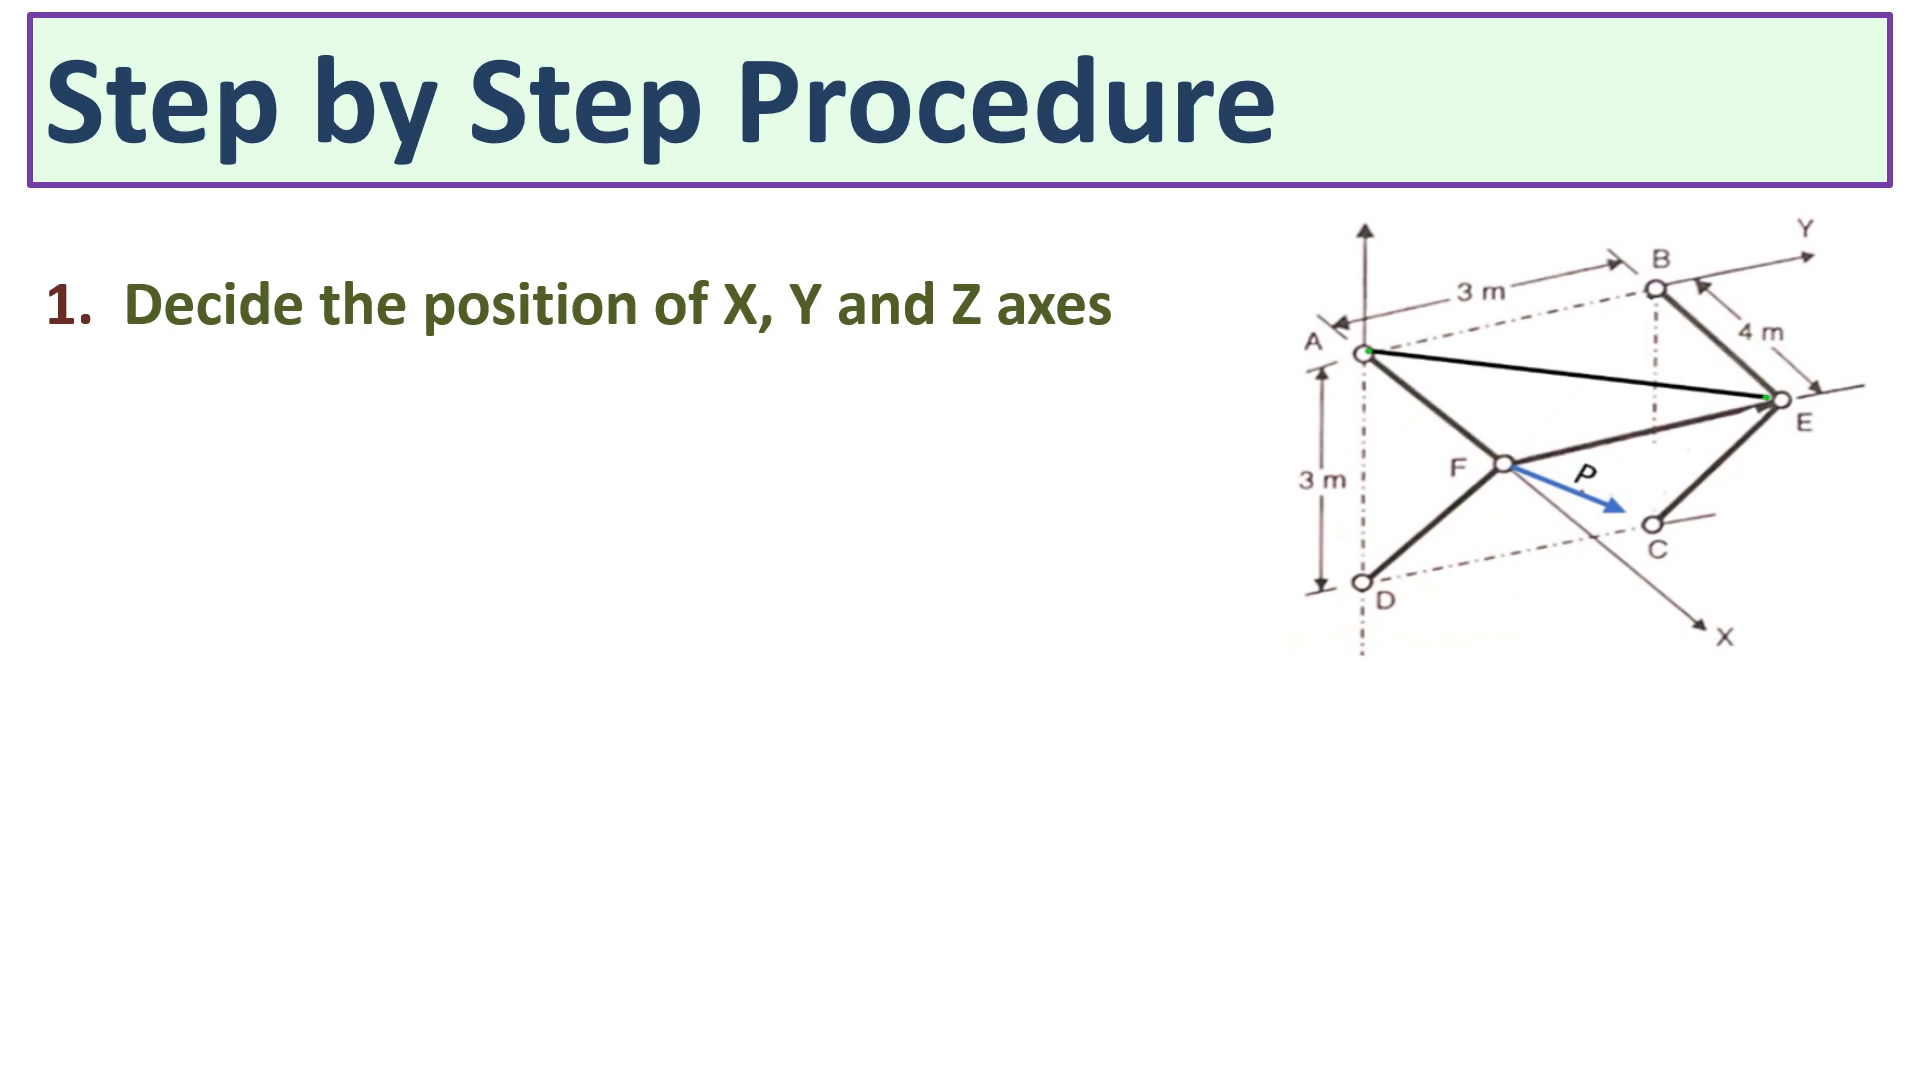 Step by Step Procedure
1. Decide the position of X, Y and Z axes
Y
B
3 m
4 m
A
E
F
P
3 m
C
D
X